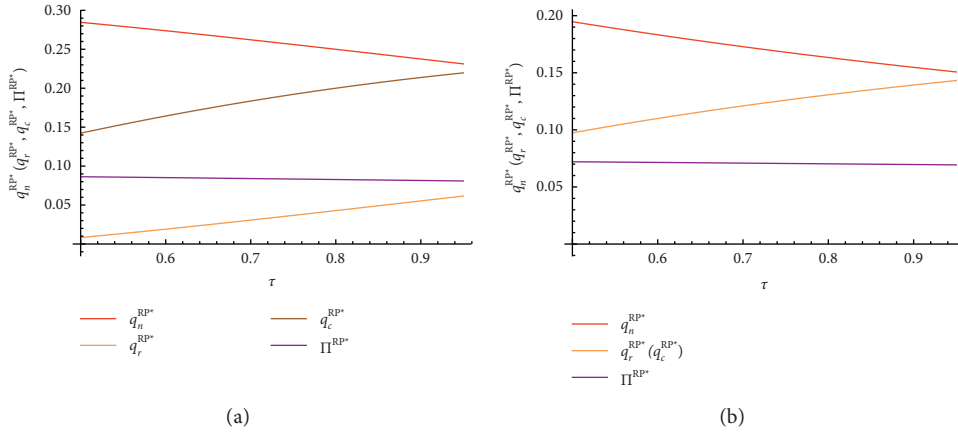 0.30
0.25
0.20
0.15
0.10
0.05
q_n^RP* (q_r^RP*, q_c^RP*, Π^RP*)
0.6 0.7 0.8 0.9
τ
q_n^RP* q_c^RP*
q_r^RP* Π^RP*
(a)
0.20
0.15
0.10
0.05
q_n^RP* (q_r^RP*, q_c^RP*, Π^RP*)
0.6 0.7 0.8 0.9
τ
q_n^RP*
q_r^RP* (q_c^RP*)
Π^RP*
(b)